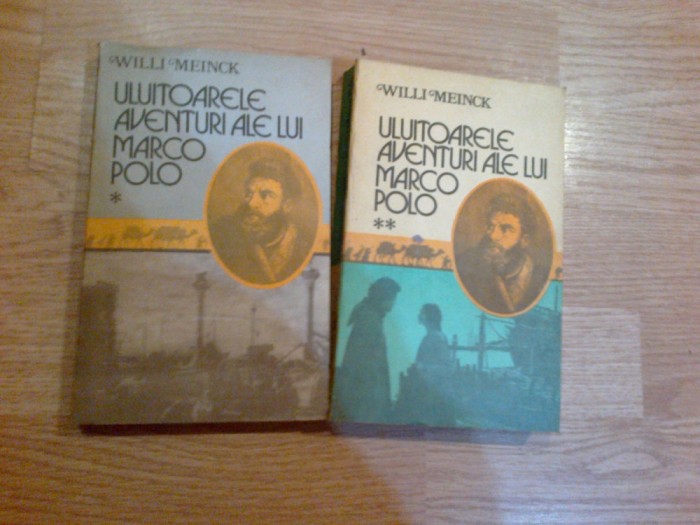 WILLI MEINCK
ULUITOARELE
AVENTURI ALE LUI
MARCO
POLO
*
WILLI MEINCK
ULUITOARELE
AVENTURI ALE LUI
MARCO
POLO
**